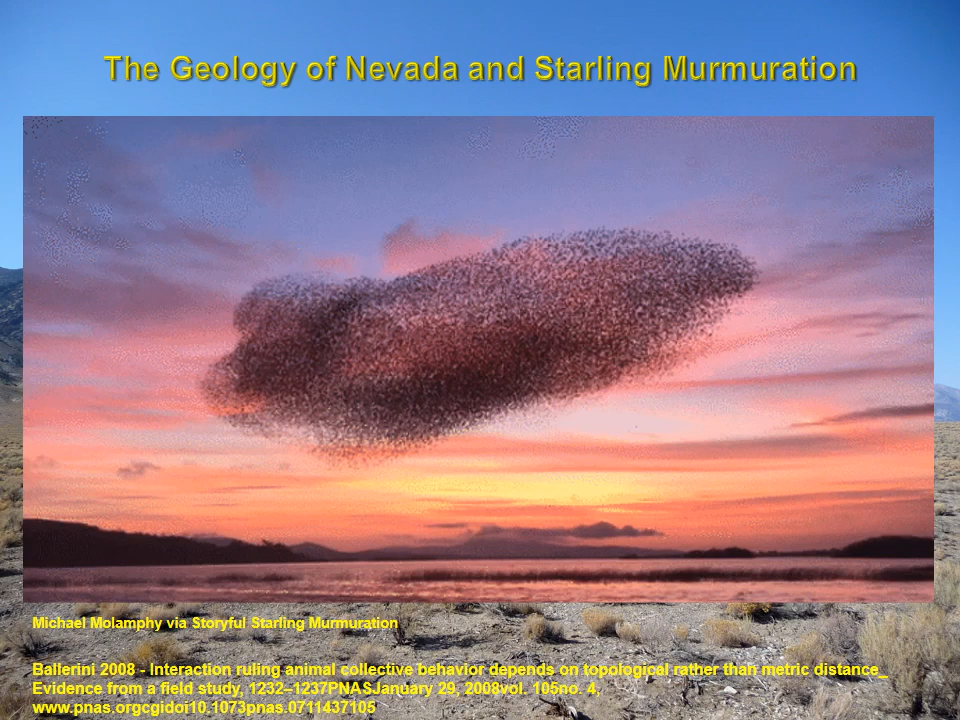 The Geology of Nevada and Starling Murmuration
Michael Molamphy via Storyful Starling Murmuration
Ballerini 2008 - Interaction ruling animal collective behavior depends on topological rather than metric distance_
Evidence from a field study, 1232–1237PNASJanuary 29, 2008vol. 105no. 4,
www.pnas.orgcgidoi10.1073pnas.0711437105